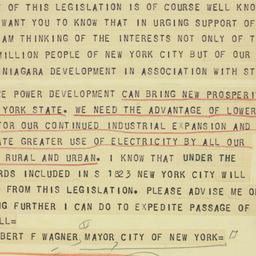 OF THIS LEGISLATION IS OF COURSE WELL KNO
WANT YOU TO KNOW THAT IN URGING SUPPORT OF
AM THINKING OF THE INTERESTS NOT ONLY OF T
MILLION PEOPLE OF NEW YORK CITY BUT OF OUR
NIAGARA DEVELOPMENT IN ASSOCIATION WITH ST
E POWER DEVELOPMENT CAN BRING NEW PROSPERI
YORK STATE. WE NEED THE ADVANTAGE OF LOWER
FOR OUR CONTINUED INDUSTRIAL EXPANSION AND
ATE GREATER USE OF ELECTRICITY BY ALL OUR
RURAL AND URBAN. I KNOW THAT UNDER THE
RDS INCLUDED IN S 1823 NEW YORK CITY WILL
FROM THIS LEGISLATION. PLEASE ADVISE ME O
NG FURTHER I CAN DO TO EXPEDITE PASSAGE OF
LL=
BERT F WAGNER MAYOR CITY OF NEW YORK=